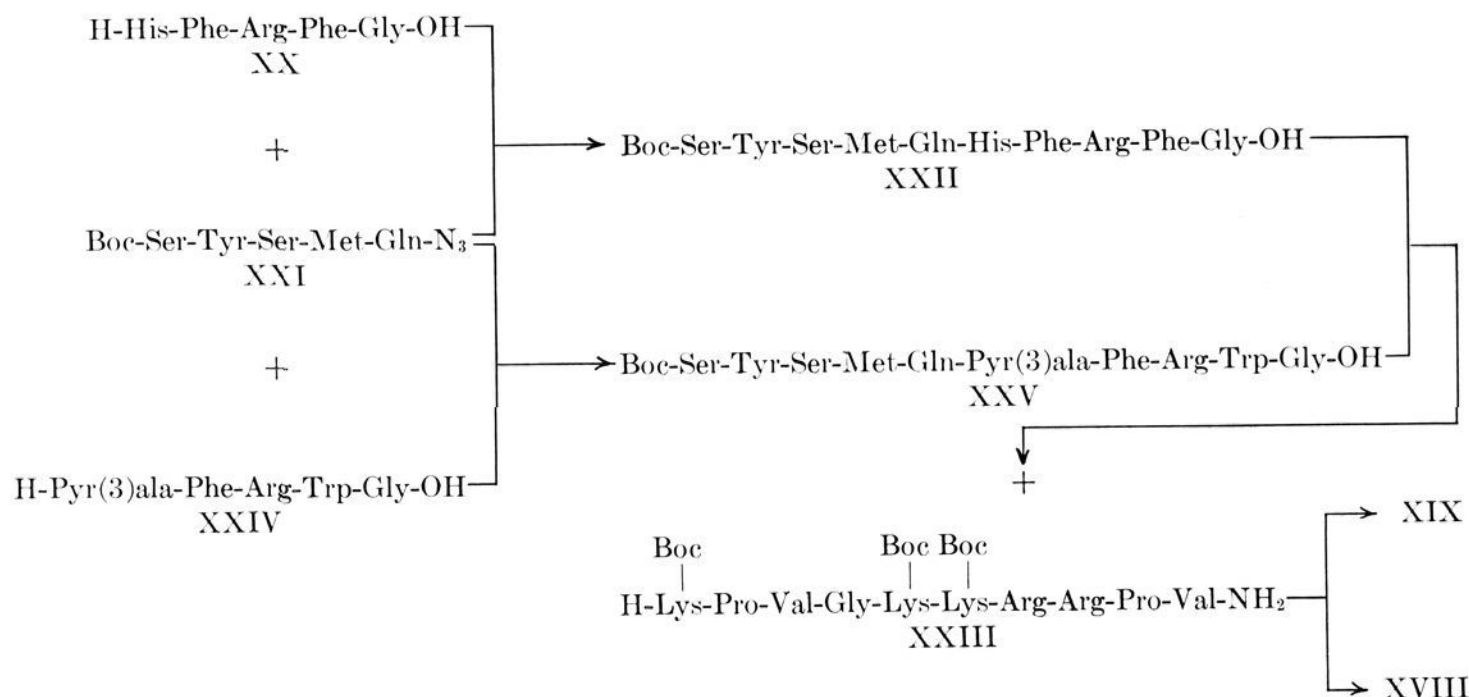 H-His-Phe-Arg-Phe-Gly-OH
XX
+
Boc-Ser-Tyr-Ser-Met-Gln-His-Phe-Arg-Phe-Gly-OH
XXII
Boc-Ser-Tyr-Ser-Met-Gln-N₃
XXI
+
Boc-Ser-Tyr-Ser-Met-Gln-Pyr(3)ala-Phe-Arg-Trp-Gly-OH
XXV
H-Pyr(3)ala-Phe-Arg-Trp-Gly-OH
XXIV
+
XIX
Boc Boc Boc
H-Lys-Pro-Val-Gly-Lys-Lys-Arg-Arg-Pro-Val-NH₂
XXIII
XVIII